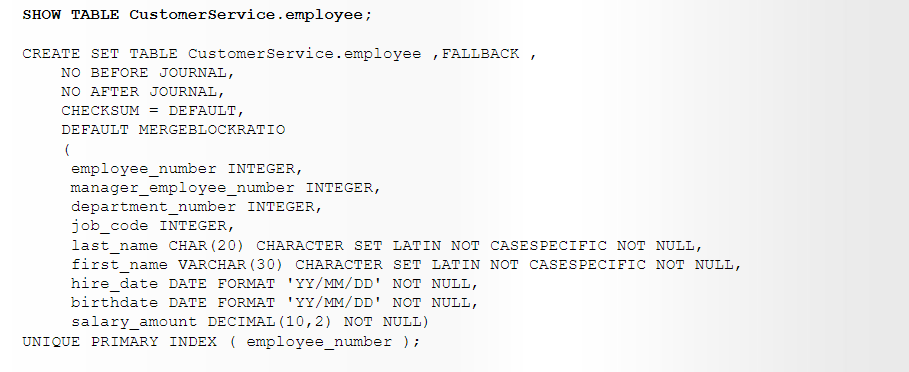 SHOW TABLE CustomerService.employee;
CREATE SET TABLE CustomerService.employee ,FALLBACK ,
NO BEFORE JOURNAL,
NO AFTER JOURNAL,
CHECKSUM = DEFAULT,
DEFAULT MERGEBLOCKRATIO
(
employee_number INTEGER,
manager_employee_number INTEGER,
department_number INTEGER,
job_code INTEGER,
last_name CHAR(20) CHARACTER SET LATIN NOT CASESPECIFIC NOT NULL,
first_name VARCHAR(30) CHARACTER SET LATIN NOT CASESPECIFIC NOT NULL,
hire_date DATE FORMAT 'YY/MM/DD' NOT NULL,
birthdate DATE FORMAT 'YY/MM/DD' NOT NULL,
salary_amount DECIMAL(10,2) NOT NULL)
UNIQUE PRIMARY INDEX ( employee_number );